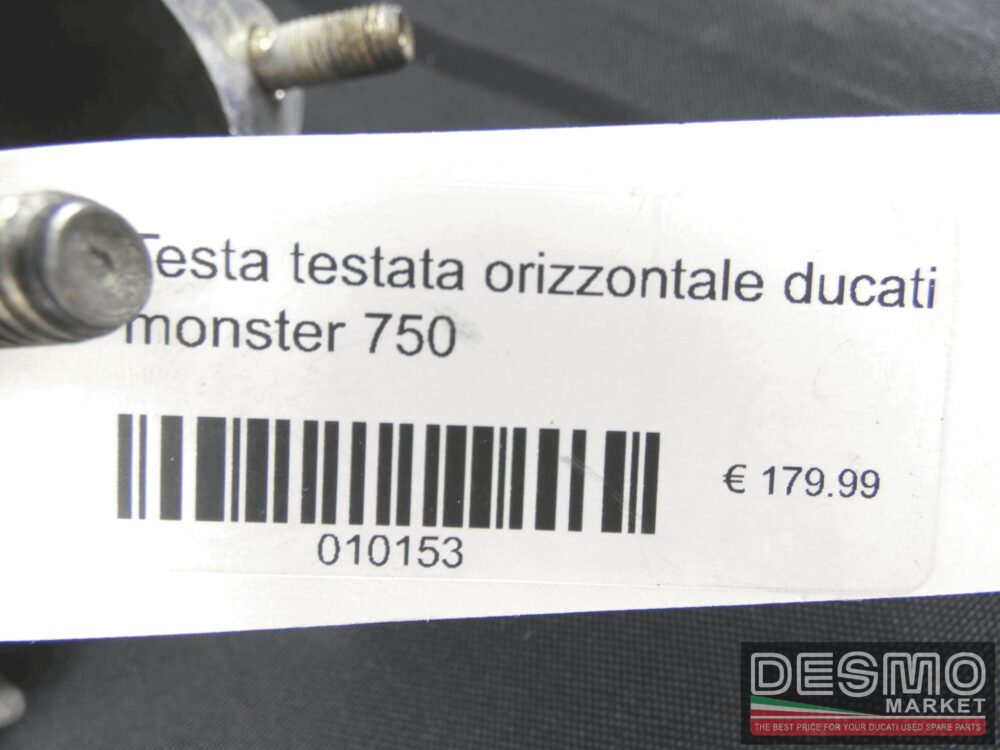 Testa testata orizzontale ducati
monster 750
€ 179.99
010153
DESMO
MARKET
THE BEST PRICE FOR YOUR DUCATI USED SPARE PARTS